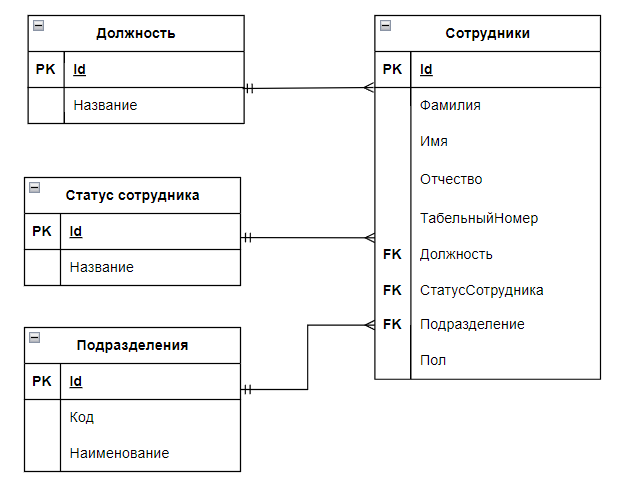 Должность
PK Id
Название
Статус сотрудника
PK Id
Название
Подразделения
PK Id
Код
Наименование
Сотрудники
PK Id
Фамилия
Имя
Отчество
ТабельныйНомер
FK Должность
FK СтатусСотрудника
FK Подразделение
Пол